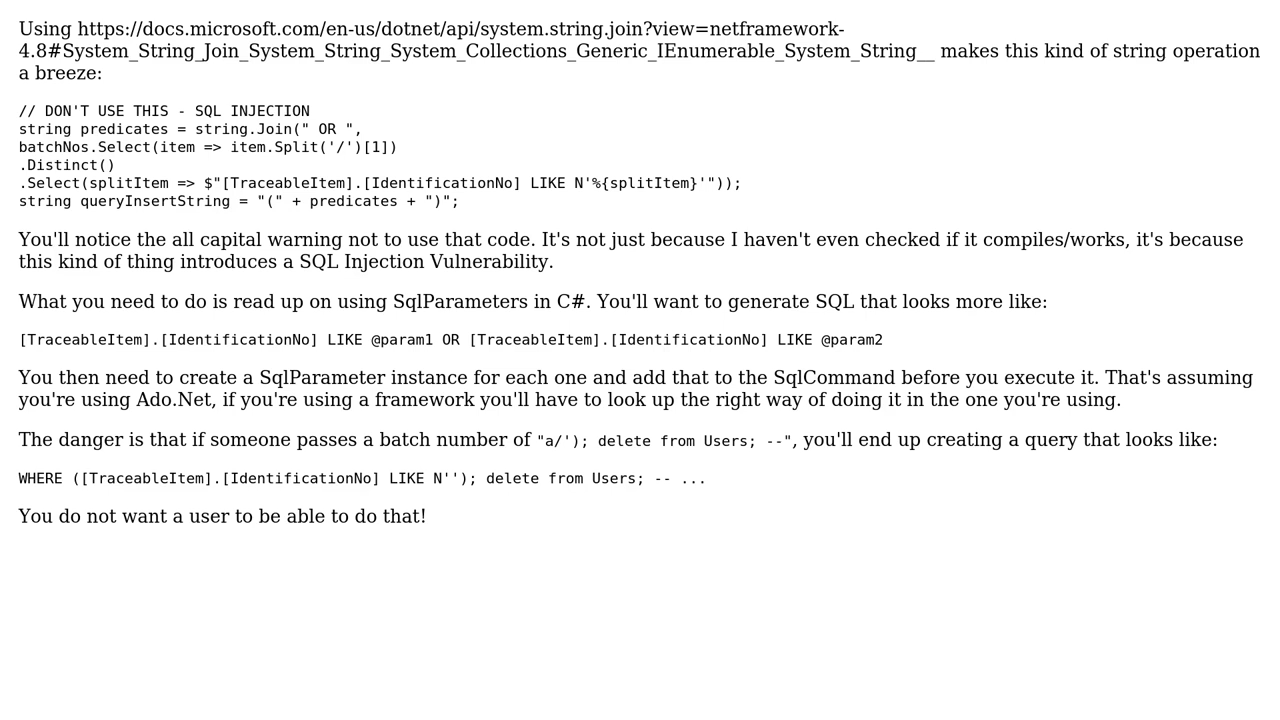 Using https://docs.microsoft.com/en-us/dotnet/api/system.string.join?view=netframework-
4.8#System_String_Join_System_String_System_Collections_Generic_IEnumerable_System_String__ makes this kind of string operation
a breeze:
// DON'T USE THIS - SQL INJECTION
string predicates = string.Join(" OR ",
batchNos.Select(item => item.Split('/')[1])
.Distinct()
.Select(splitItem => $"[TraceableItem].[IdentificationNo] LIKE N'%{splitItem}'"));
string queryInsertString = "(" + predicates + ")";
You'll notice the all capital warning not to use that code. It's not just because I haven't even checked if it compiles/works, it's because
this kind of thing introduces a SQL Injection Vulnerability.
What you need to do is read up on using SqlParameters in C#. You'll want to generate SQL that looks more like:
[TraceableItem].[IdentificationNo] LIKE @param1 OR [TraceableItem].[IdentificationNo] LIKE @param2
You then need to create a SqlParameter instance for each one and add that to the SqlCommand before you execute it. That's assuming
you're using Ado.Net, if you're using a framework you'll have to look up the right way of doing it in the one you're using.
The danger is that if someone passes a batch number of "a/'); delete from Users; --", you'll end up creating a query that looks like:
WHERE ([TraceableItem].[IdentificationNo] LIKE N''); delete from Users; -- ...
You do not want a user to be able to do that!